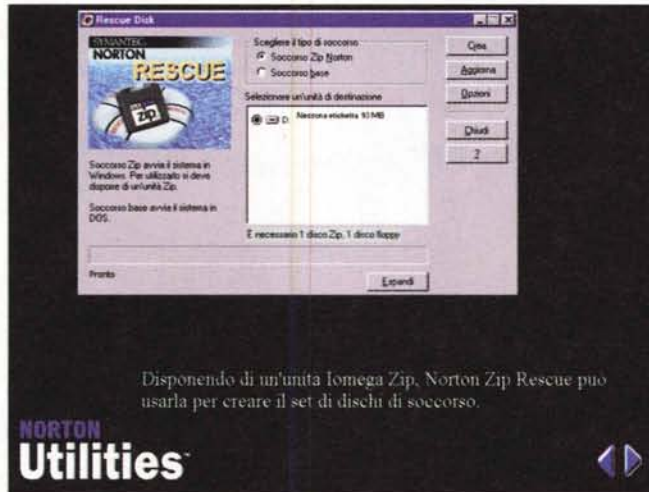 Rescue Disk
SYMANTEC
NORTON
RESCUE
zip
Scegliere il tipo di soccorso
Soccorso Zip Norton
Soccorso base
Selezionare un'unità di destinazione
D: Nessuna etichetta 93 MB
Crea
Aggiorna
Opzioni
Chiudi
?
Soccorso Zip avvia il sistema in
Windows. Per utilizzarlo si deve
disporre di un'unità Zip.
Soccorso base avvia il sistema in
DOS.
È necessario 1 disco Zip, 1 disco floppy
Pronto
Espandi
Disponendo di un'unita Iomega Zip, Norton Zip Rescue può
usarla per creare il set di dischi di soccorso.
NORTON
Utilities™